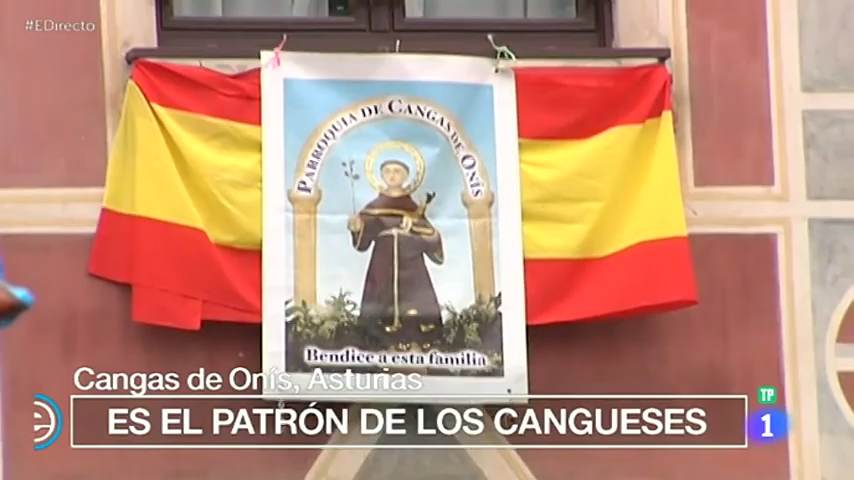 #EDirecto
PARROQUIA DE CANGAS DE ONÍS
Bendice a esta familia
Cangas de Onís, Asturias
ES EL PATRÓN DE LOS CANGUESES
TP
1